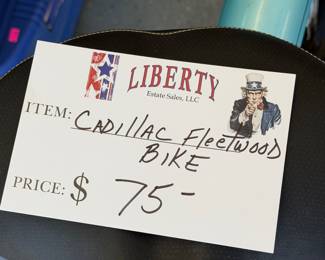 LIBERTY
Estate Sales, LLC
ITEM: Cadillac Fleetwood
Bike
PRICE: $ 75-